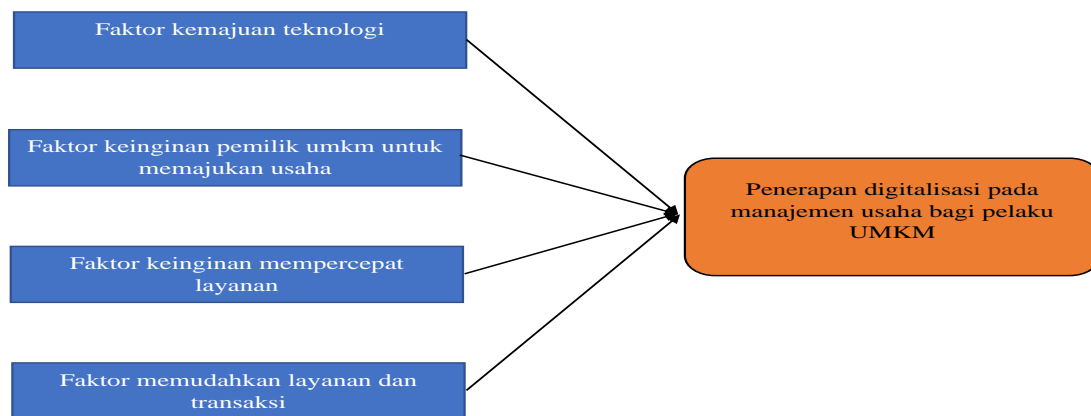 Faktor kemajuan teknologi
Faktor keinginan pemilik umkm untuk
memajukan usaha
Faktor keinginan mempercepat
layanan
Faktor memudahkan layanan dan
transaksi
Penerapan digitalisasi pada
manajemen usaha bagi pelaku
UMKM